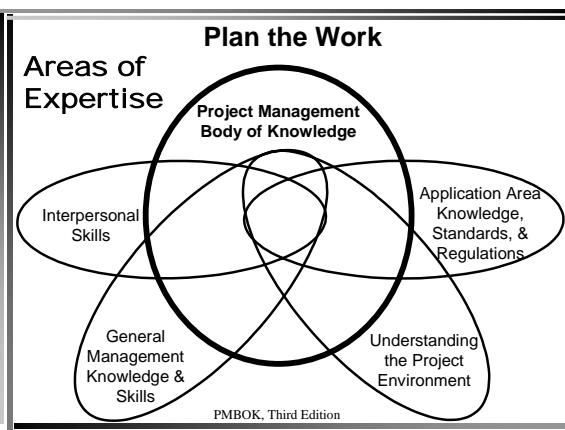 Plan the Work
Areas of
Expertise
Project Management
Body of Knowledge
Interpersonal
Skills
Application Area
Knowledge,
Standards, &
Regulations
General
Management
Knowledge &
Skills
Understanding
the Project
Environment
PMBOK, Third Edition